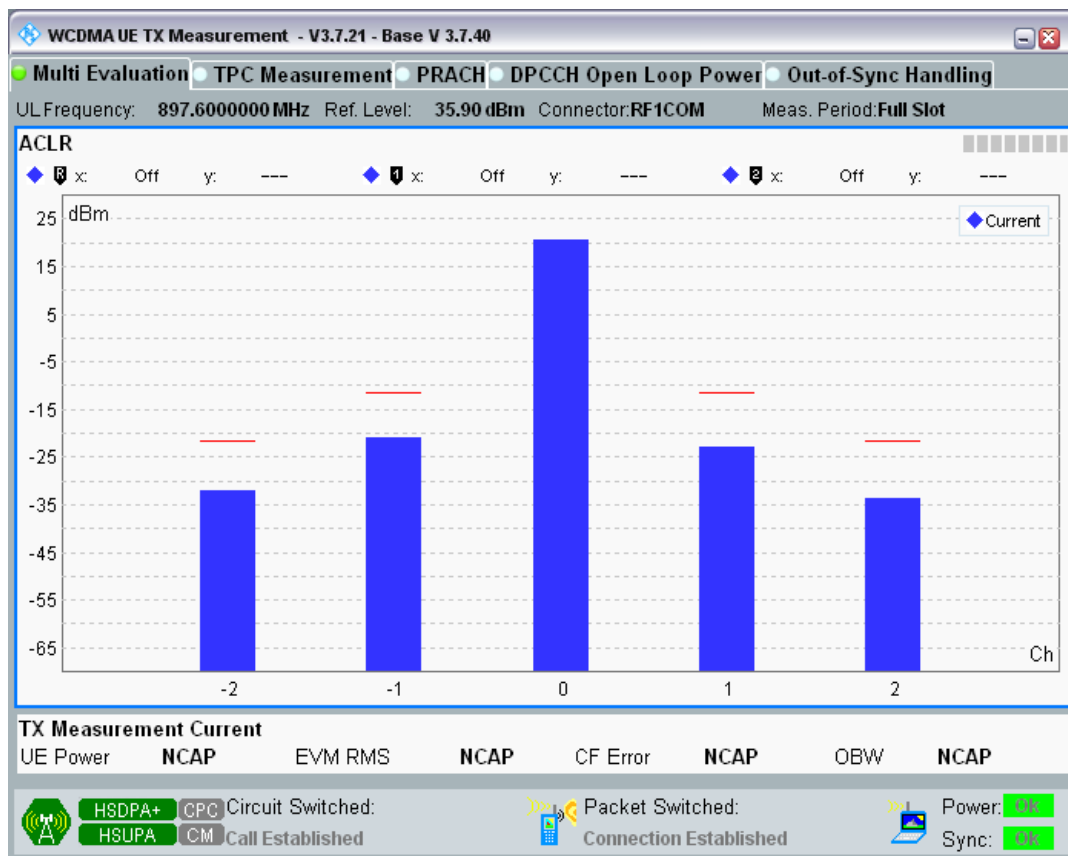 WCDMA UE TX Measurement - V3.7.21 - Base V 3.7.40
Multi Evaluation TPC Measurement PRACH DPCCH Open Loop Power Out-of-Sync Handling
UL Frequency: 897.6000000 MHz Ref. Level: 35.90 dBm Connector:RF1COM Meas. Period:Full Slot
ACLR
R x: Off y: --- 1 x: Off y: --- 2 x: Off y: ---
dBm
Current
25
15
5
-5
-15
-25
-35
-45
-55
-65
Ch
-2 -1 0 1 2
TX Measurement Current
UE Power NCAP EVM RMS NCAP CF Error NCAP OBW NCAP
HSDPA+ CPC Circuit Switched: Packet Switched: Power: OK
HSUPA CM Call Established Connection Established Sync: OK